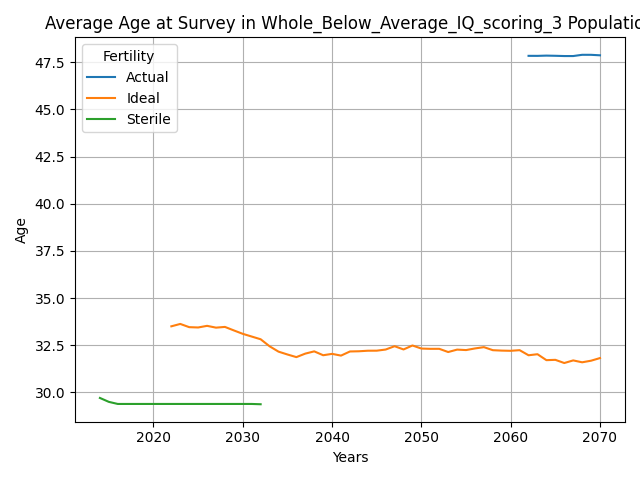 Average Age at Survey in Whole_Below_Average_IQ_scoring_3 Populatio
Fertility
Actual
Ideal
Sterile
47.5
45.0
42.5
40.0
37.5
35.0
32.5
30.0
Age
2020 2030 2040 2050 2060 2070
Years